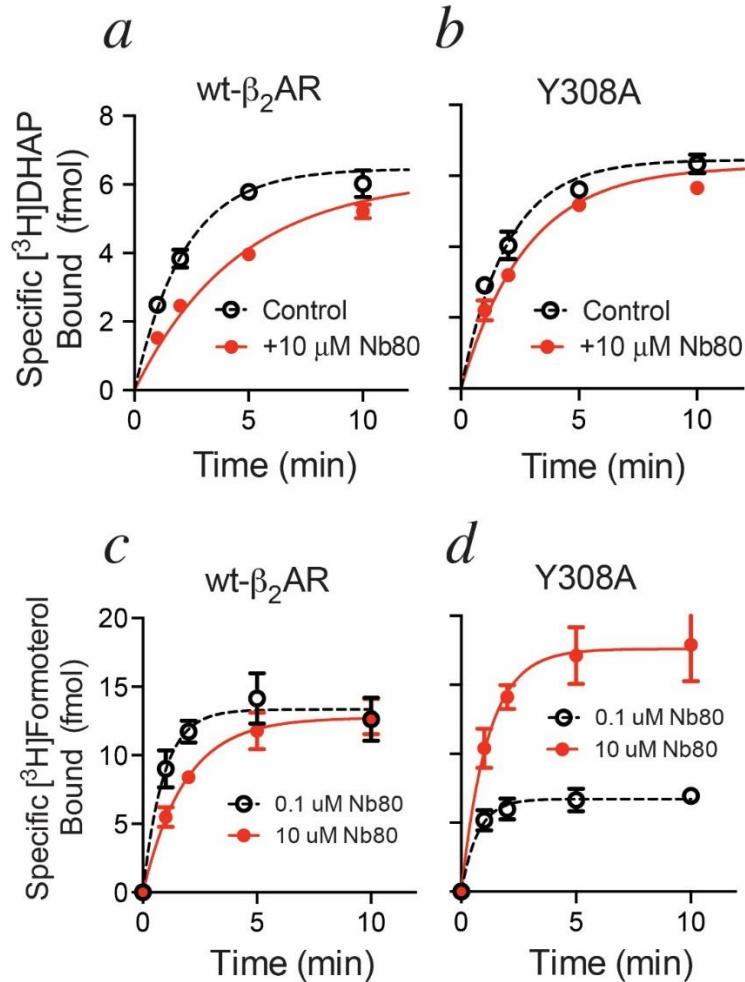 a
wt-β₂AR
b
Y308A
Specific [³H]DHAP
Bound (fmol)
8
6
4
2
0
Control
+10 μM Nb80
Control
+10 μM Nb80
0
5
10
0
5
10
Time (min)
Time (min)
c
wt-β₂AR
d
Y308A
Specific [³H]Formoterol
Bound (fmol)
20
15
10
5
0
0.1 uM Nb80
10 uM Nb80
0.1 uM Nb80
10 uM Nb80
0
5
10
0
5
10
Time (min)
Time (min)